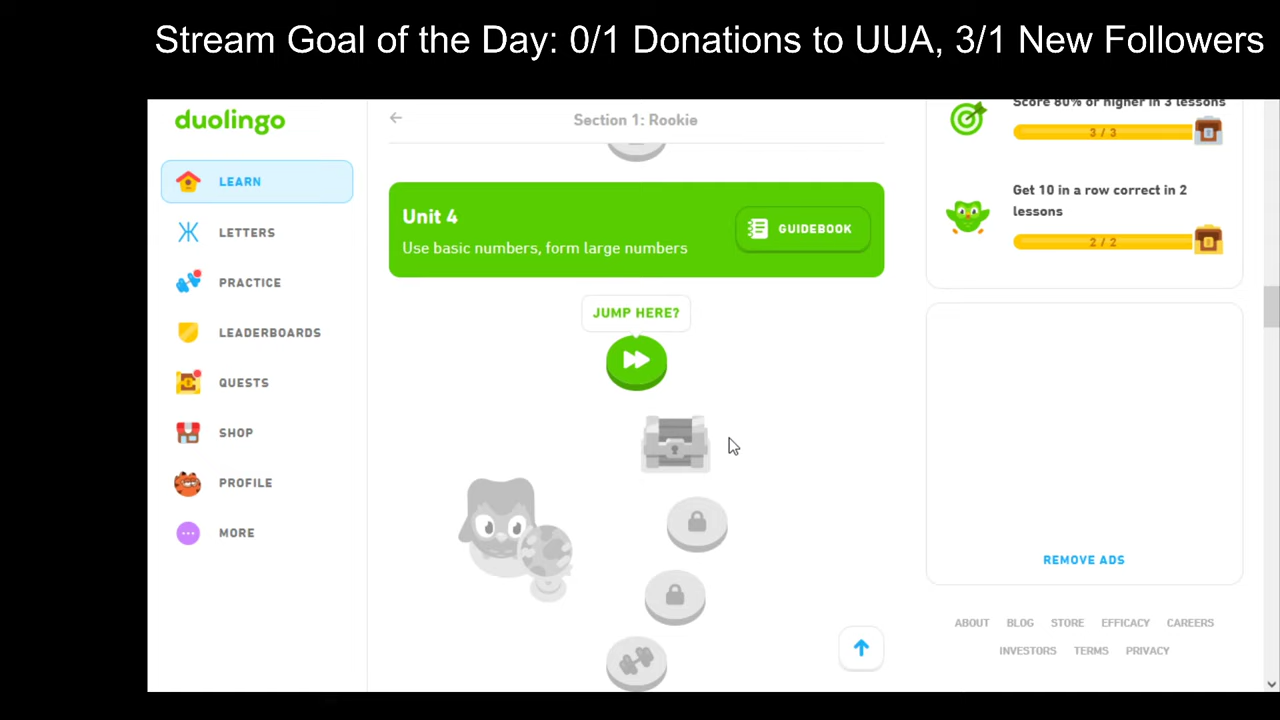 Stream Goal of the Day: 0/1 Donations to UUA, 3/1 New Followers
duolingo
LEARN
ЖK LETTERS
PRACTICE
LEADERBOARDS
QUESTS
SHOP
PROFILE
MORE
Section 1: Rookie
Unit 4
Use basic numbers, form large numbers
GUIDEBOOK
JUMP HERE?
Score 80% or higher in 3 lessons
3 / 3
Get 10 in a row correct in 2
lessons
2 / 2
REMOVE ADS
ABOUT BLOG STORE EFFICACY CAREERS
INVESTORS TERMS PRIVACY